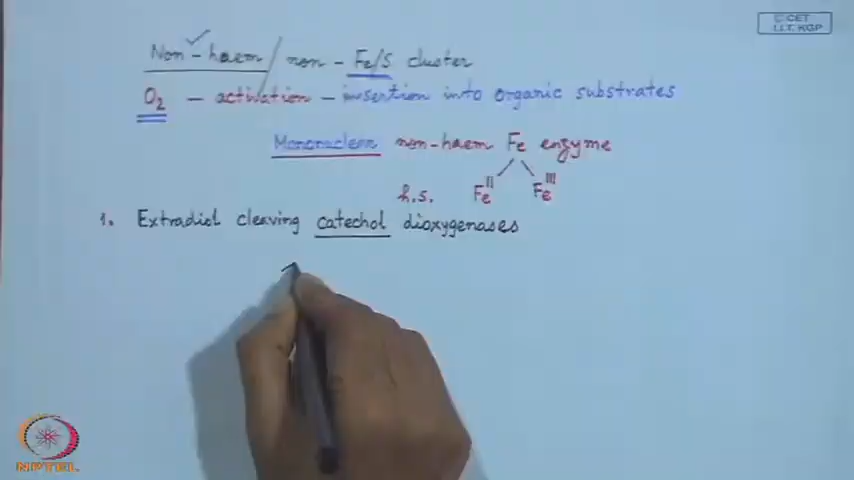 © CET
I.I.T. KGP
Non-haem / non-Fe/S cluster
O2 - activation - insertion into organic substrates
Mononuclear non-haem Fe enzyme
h.s. Fe^II Fe^III
1. Extradiol cleaving catechol dioxygenases
NPTEL